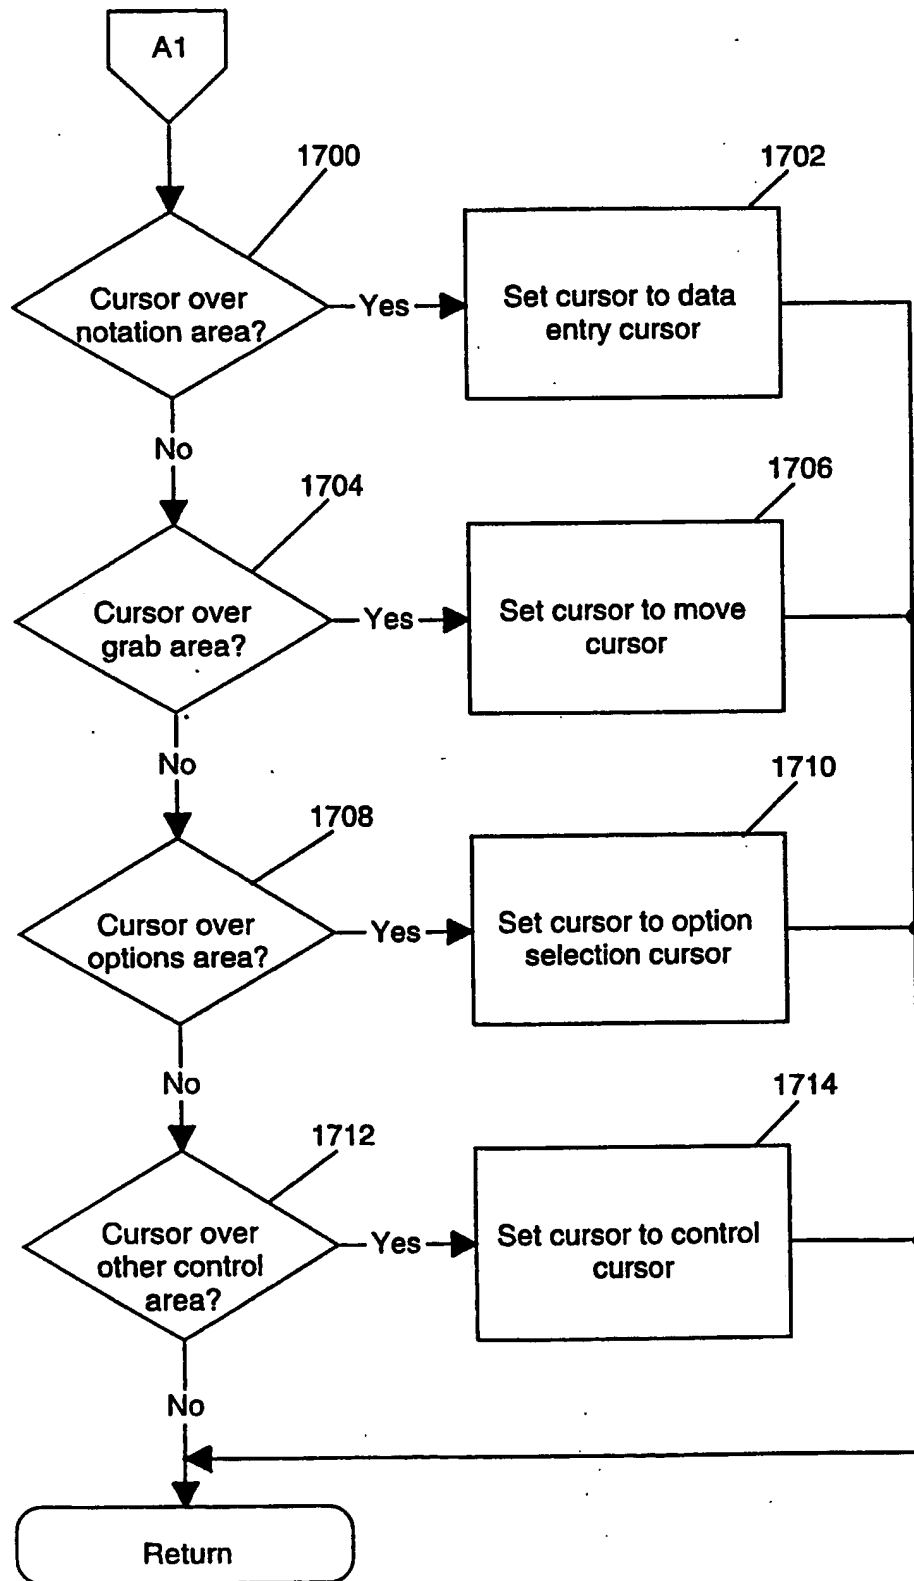 A1
1700
1702
Cursor over
notation area?
Yes
Set cursor to data
entry cursor
No
1704
1706
Cursor over
grab area?
Yes
Set cursor to move
cursor
No
1708
1710
Cursor over
options area?
Yes
Set cursor to option
selection cursor
No
1712
1714
Cursor over
other control
area?
Yes
Set cursor to control
cursor
No
Return